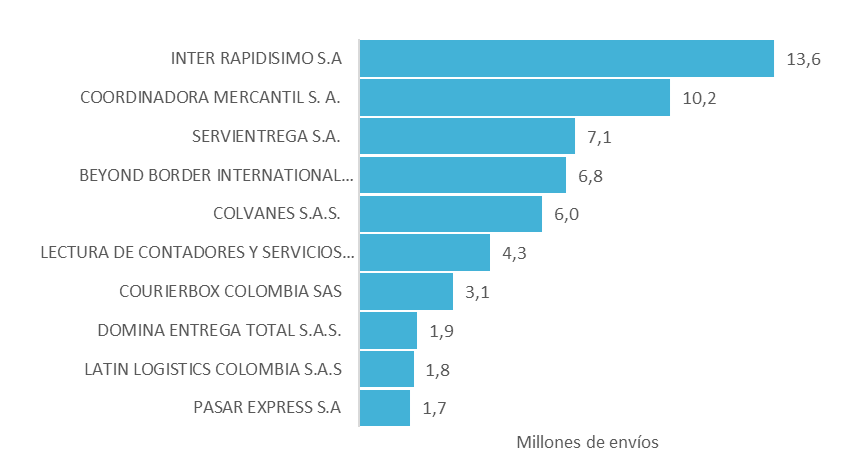 INTER RAPIDISIMO S.A 13,6
COORDINADORA MERCANTIL S. A. 10,2
SERVIENTREGA S.A. 7,1
BEYOND BORDER INTERNATIONAL... 6,8
COLVANES S.A.S. 6,0
LECTURA DE CONTADORES Y SERVICIOS... 4,3
COURIERBOX COLOMBIA SAS 3,1
DOMINA ENTREGA TOTAL S.A.S. 1,9
LATIN LOGISTICS COLOMBIA S.A.S 1,8
PASAR EXPRESS S.A 1,7
Millones de envíos